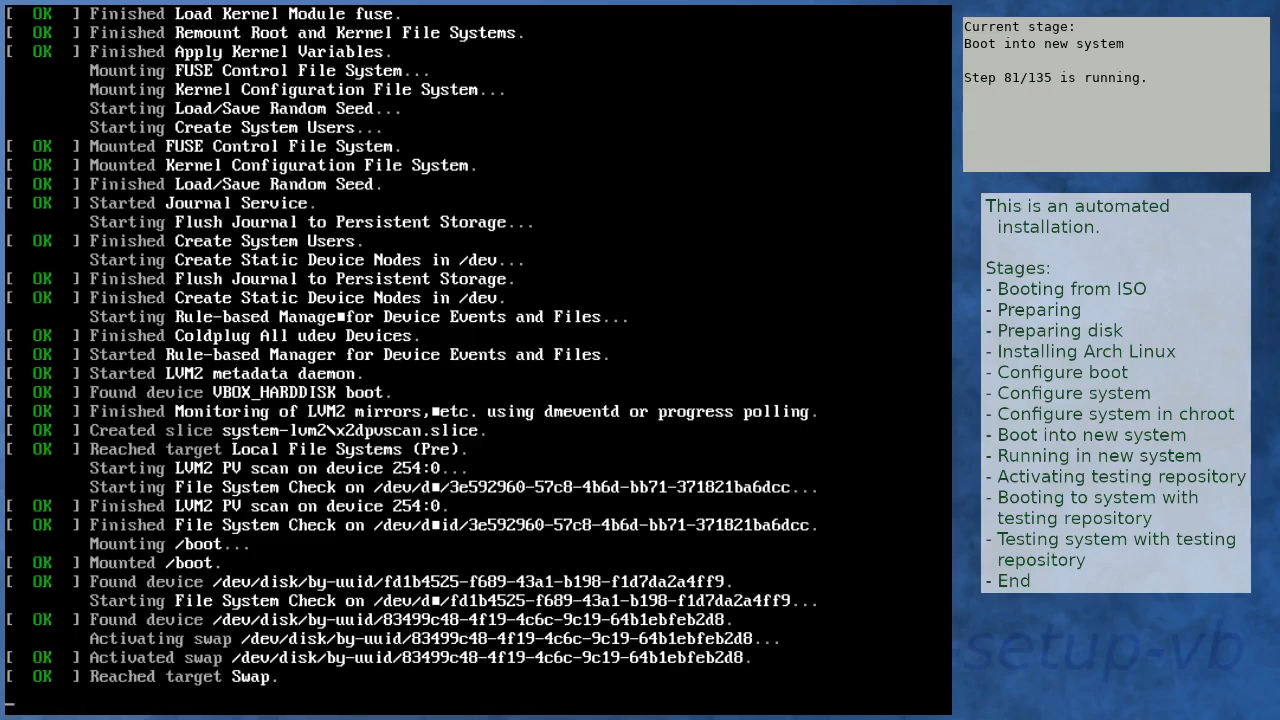 [  OK  ] Finished Load Kernel Module fuse.
[  OK  ] Finished Remount Root and Kernel File Systems.
[  OK  ] Finished Apply Kernel Variables.
Mounting FUSE Control File System...
Mounting Kernel Configuration File System...
Starting Load/Save Random Seed...
Starting Create System Users...
[  OK  ] Mounted FUSE Control File System.
[  OK  ] Mounted Kernel Configuration File System.
[  OK  ] Finished Load/Save Random Seed.
[  OK  ] Started Journal Service.
Starting Flush Journal to Persistent Storage...
[  OK  ] Finished Create System Users.
Starting Create Static Device Nodes in /dev...
[  OK  ] Finished Flush Journal to Persistent Storage.
[  OK  ] Finished Create Static Device Nodes in /dev.
Starting Rule-based Manage■for Device Events and Files...
[  OK  ] Finished Coldplug All udev Devices.
[  OK  ] Started Rule-based Manager for Device Events and Files.
[  OK  ] Started LVM2 metadata daemon.
[  OK  ] Found device VBOX_HARDDISK boot.
[  OK  ] Finished Monitoring of LVM2 mirrors,■etc. using dmeventd or progress polling.
[  OK  ] Created slice system-lvm2\x2dpvscan.slice.
[  OK  ] Reached target Local File Systems (Pre).
Starting LVM2 PV scan on device 254:0...
Starting File System Check on /dev/d■/3e592960-57c8-4b6d-bb71-371821ba6dcc...
[  OK  ] Finished LVM2 PV scan on device 254:0.
[  OK  ] Finished File System Check on /dev/d■id/3e592960-57c8-4b6d-bb71-371821ba6dcc.
Mounting /boot...
[  OK  ] Mounted /boot.
[  OK  ] Found device /dev/disk/by-uuid/fd1b4525-f689-43a1-b198-f1d7da2a4ff9.
Starting File System Check on /dev/d■/fd1b4525-f689-43a1-b198-f1d7da2a4ff9...
[  OK  ] Found device /dev/disk/by-uuid/83499c48-4f19-4c6c-9c19-64b1ebfeb2d8.
Activating swap /dev/disk/by-uuid/83499c48-4f19-4c6c-9c19-64b1ebfeb2d8...
[  OK  ] Activated swap /dev/disk/by-uuid/83499c48-4f19-4c6c-9c19-64b1ebfeb2d8.
[  OK  ] Reached target Swap.
Current stage:
Boot into new system
Step 81/135 is running.
This is an automated
installation.
Stages:
- Booting from ISO
- Preparing
- Preparing disk
- Installing Arch Linux
- Configure boot
- Configure system
- Configure system in chroot
- Boot into new system
- Running in new system
- Activating testing repository
- Booting to system with
testing repository
- Testing system with testing
repository
- End
-setup-vb